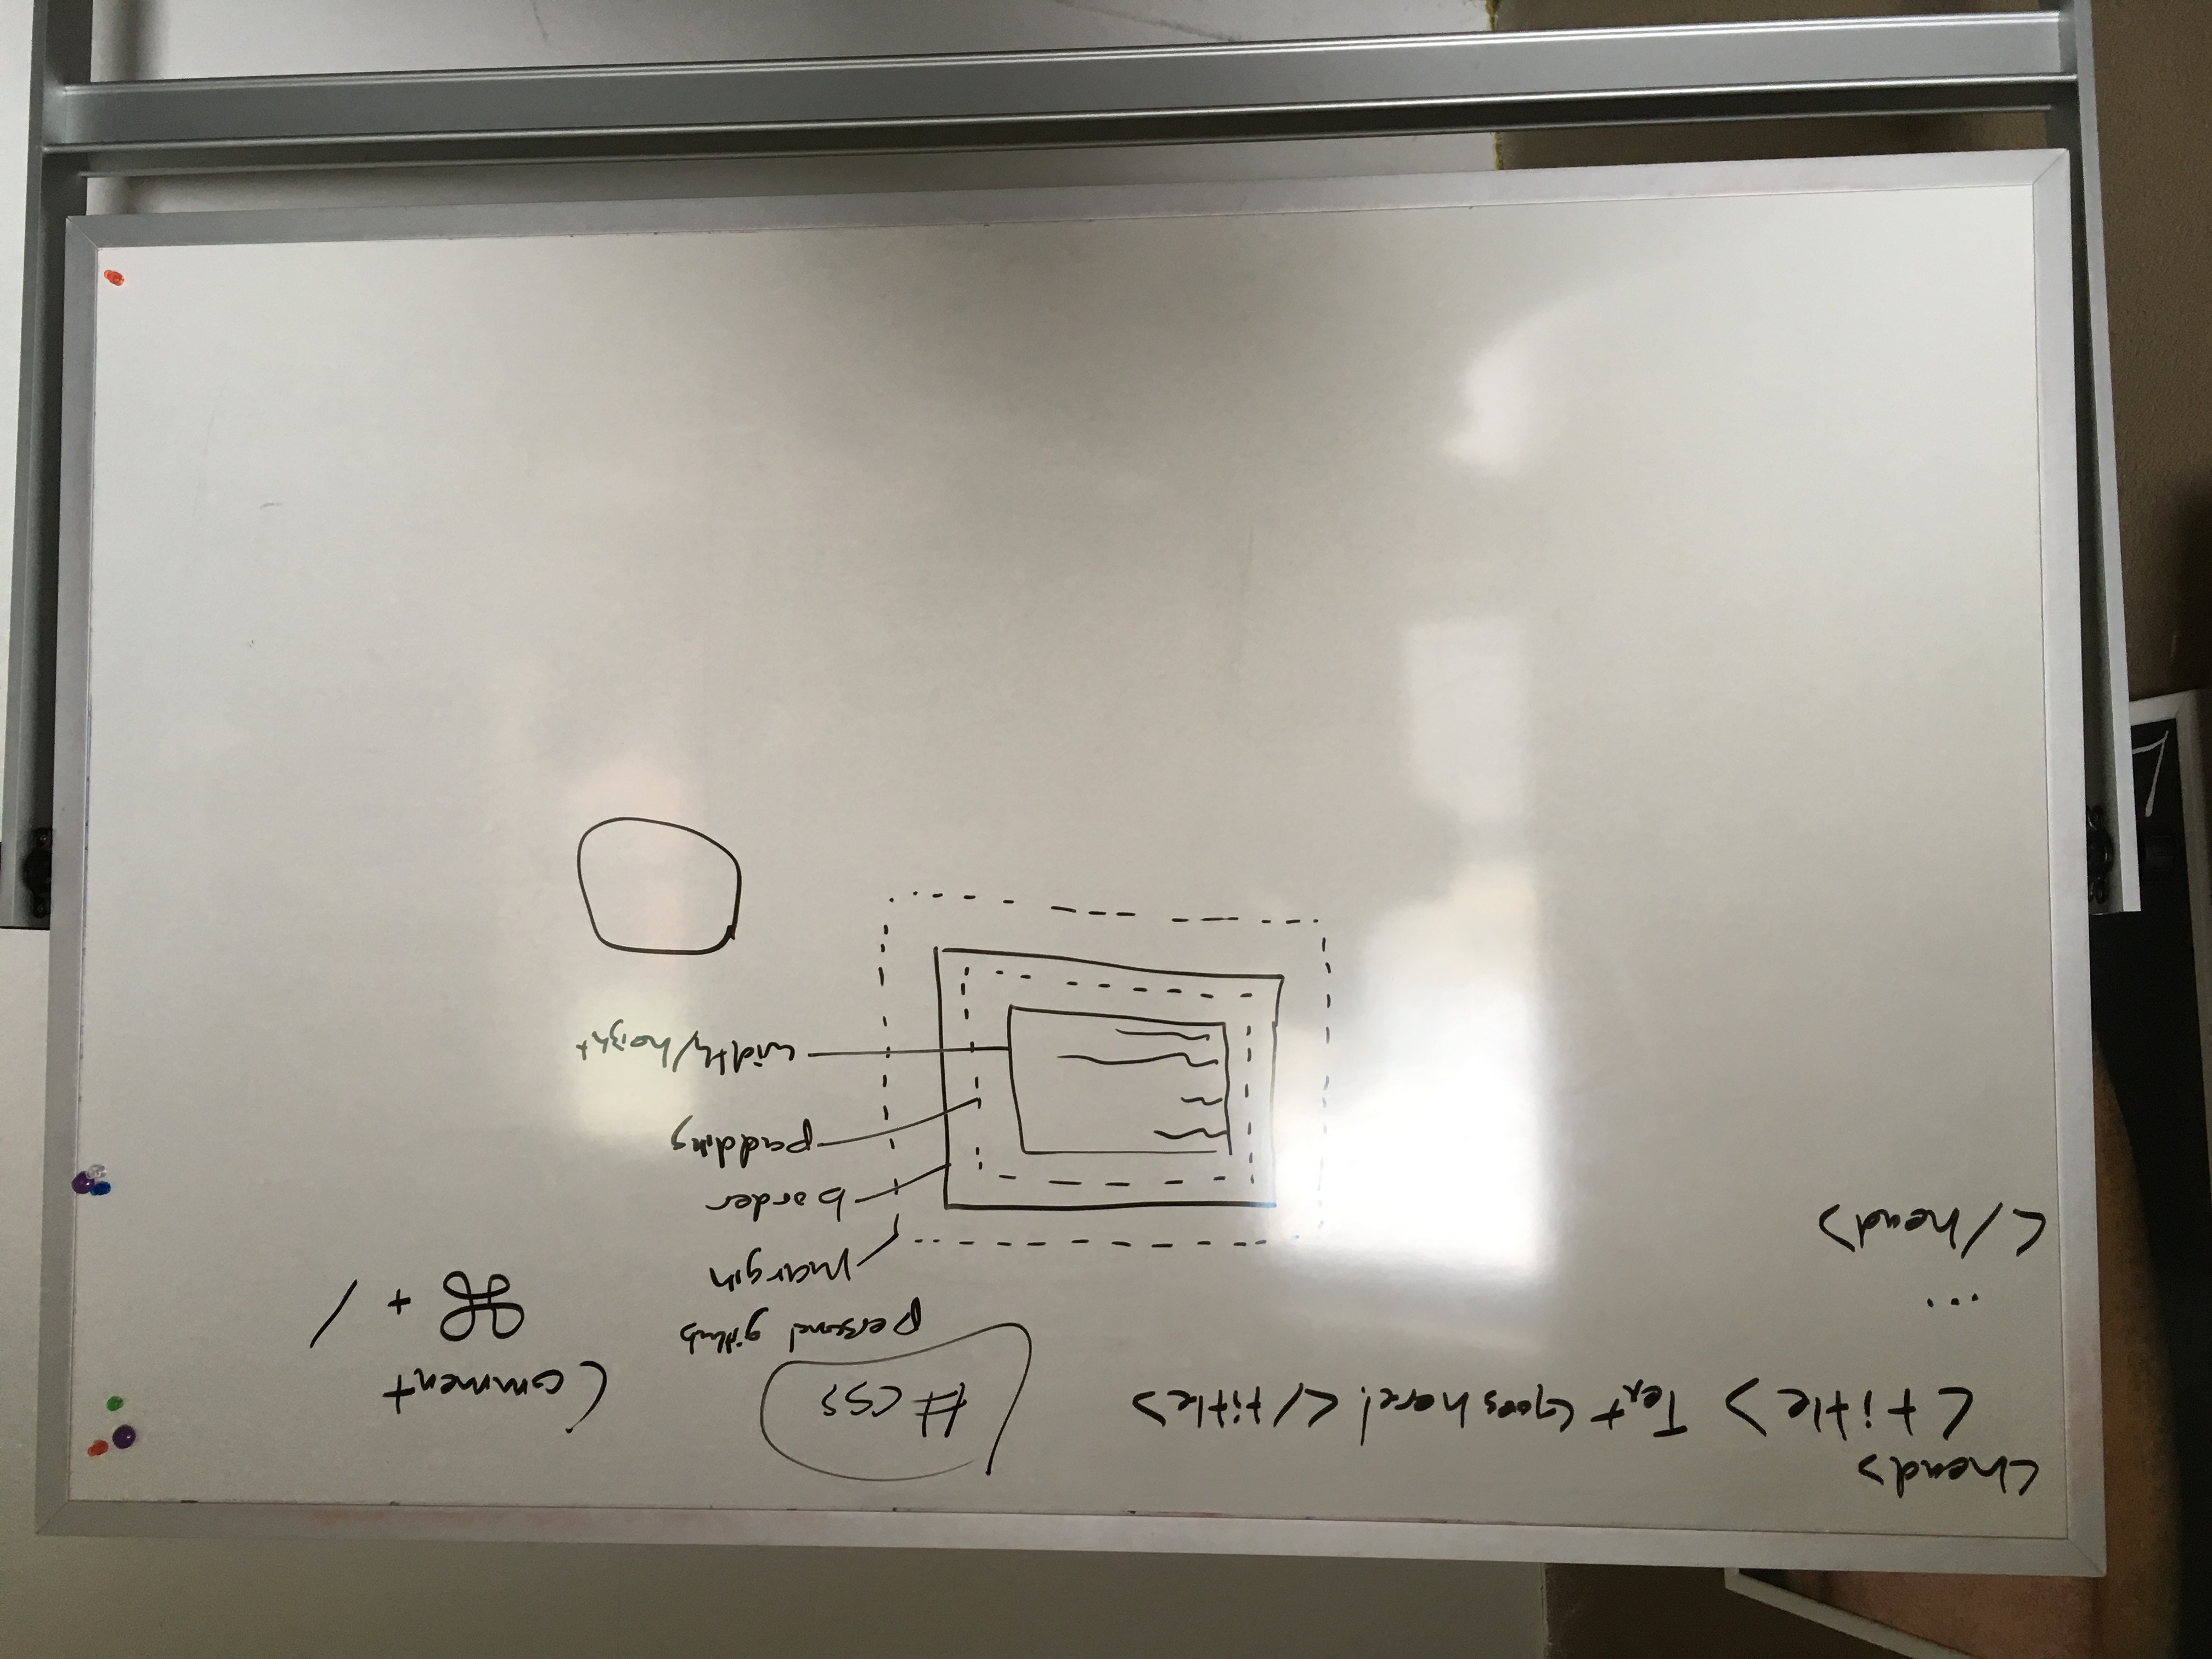 <head>
<title> Text Goes here! </title>
...
</head>
#css
personal github
Comment
⌘ + /
margin
border
padding
width/height